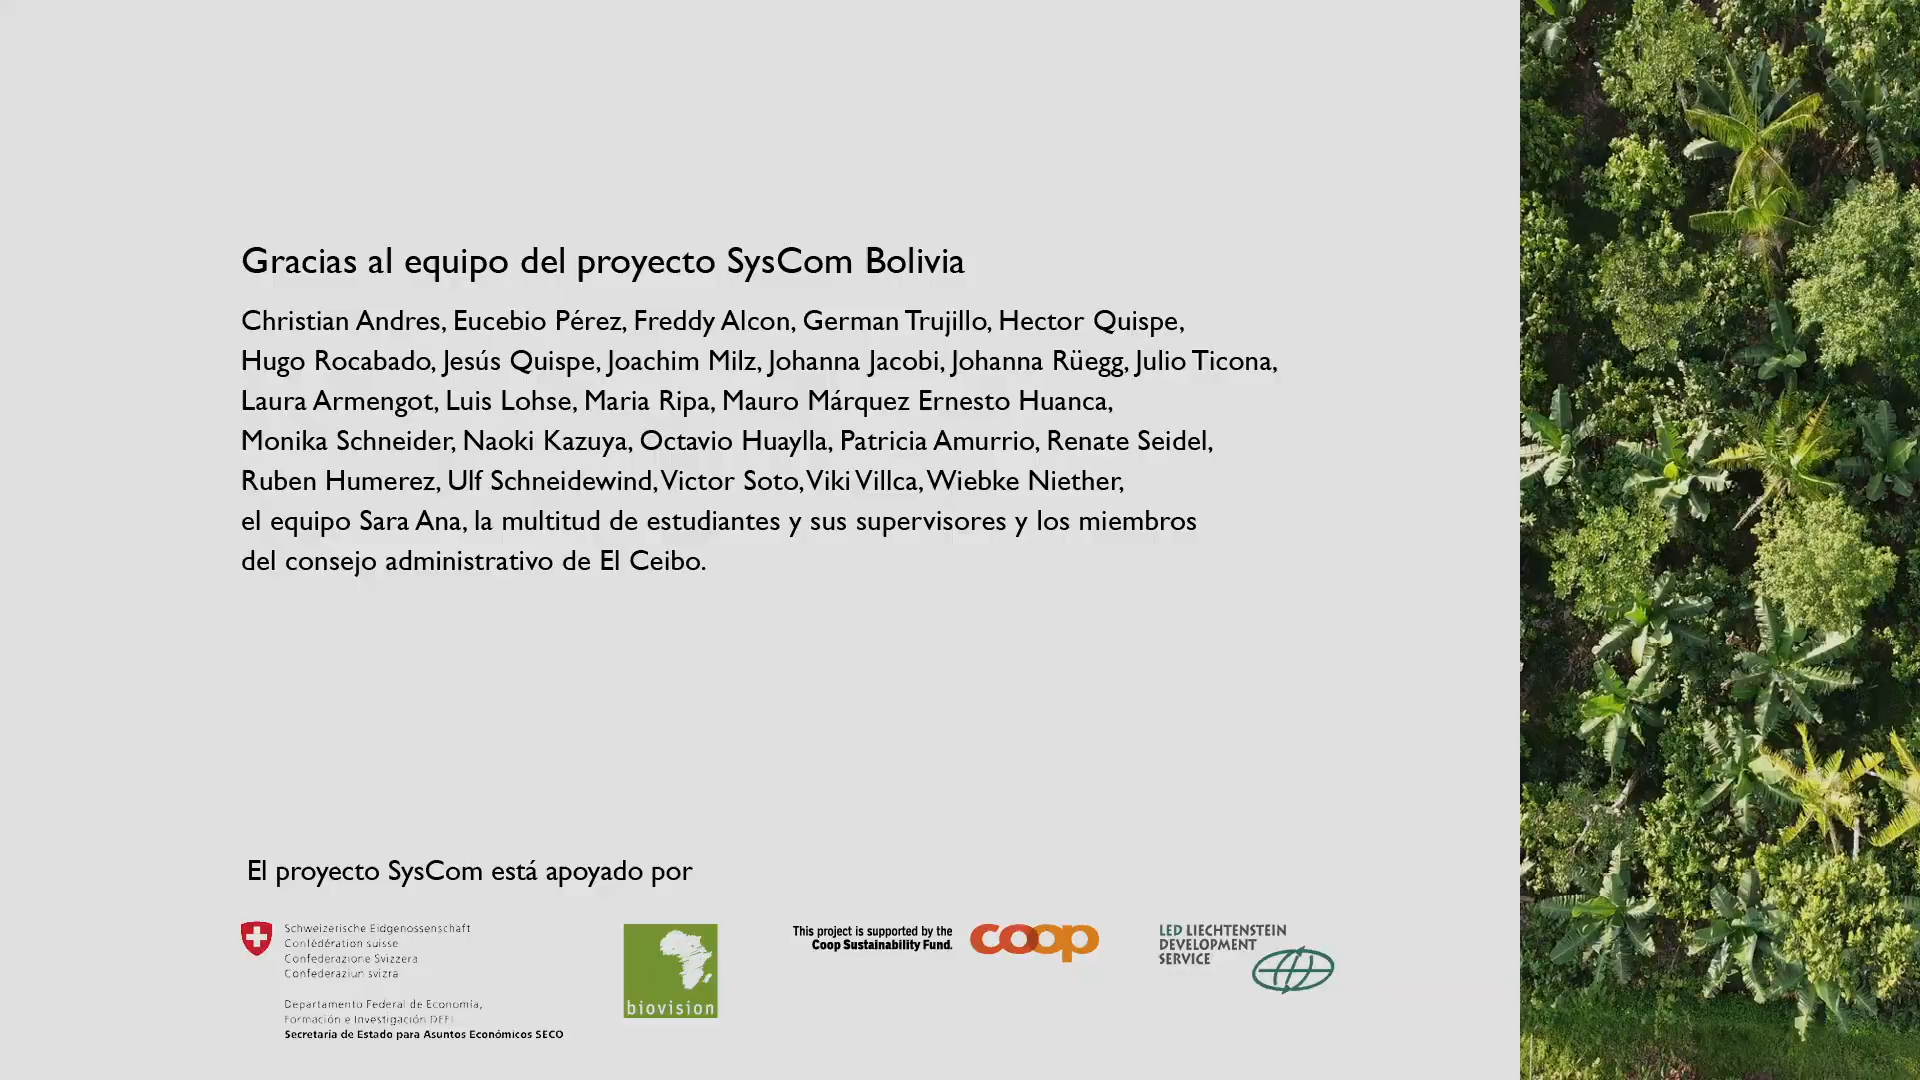 Gracias al equipo del proyecto SysCom Bolivia
Christian Andres, Eucebio Pérez, Freddy Alcon, German Trujillo, Hector Quispe,
Hugo Rocabado, Jesús Quispe, Joachim Milz, Johanna Jacobi, Johanna Rüegg, Julio Ticona,
Laura Armengot, Luis Lohse, Maria Ripa, Mauro Márquez Ernesto Huanca,
Monika Schneider, Naoki Kazuya, Octavio Huaylla, Patricia Amurrio, Renate Seidel,
Ruben Humerez, Ulf Schneidewind, Victor Soto, Viki Villca, Wiebke Niether,
el equipo Sara Ana, la multitud de estudiantes y sus supervisores y los miembros
del consejo administrativo de El Ceibo.
El proyecto SysCom está apoyado por
Schweizerische Eidgenossenschaft
Confédération suisse
Confederazione Svizzera
Confederaziun svizra
Departamento Federal de Economía,
Formación e Investigación DEFI
Secretaría de Estado para Asuntos Económicos SECO
biovision
This project is supported by the
Coop Sustainability Fund.
coop
LED LIECHTENSTEIN
DEVELOPMENT
SERVICE